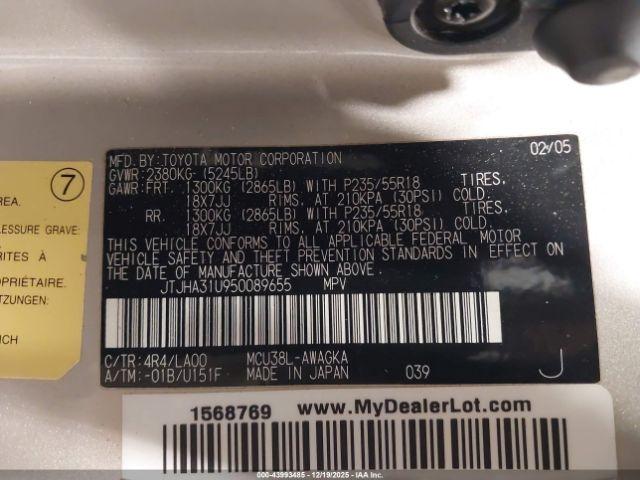 7
REA.
ESSURE GRAVE:
RITES À
PROPRIÉTAIRE.
TZUNGEN:
ICH
MFD. BY: TOYOTA MOTOR CORPORATION 02/05
GVWR: 2380KG (5245LB)
GAWR: FRT. 1300KG (2865LB) WITH P235/55R18 TIRES.
18X7JJ RIMS. AT 210KPA (30PSI) COLD.
RR. 1300KG (2865LB) WITH P235/55R18 TIRES.
18X7JJ RIMS. AT 210KPA (30PSI) COLD.
THIS VEHICLE CONFORMS TO ALL APPLICABLE FEDERAL MOTOR
VEHICLE SAFETY AND THEFT PREVENTION STANDARDS IN EFFECT ON
THE DATE OF MANUFACTURE SHOWN ABOVE.
JTJHA31U950089655 MPV
C/TR: 4R4/LA00 MCU38L-AWAGKA
A/TM: -01B/U151F MADE IN JAPAN 039 J
1568769 www.MyDealerLot.com
000-43993485 - 12/19/2025 - IAA Inc.